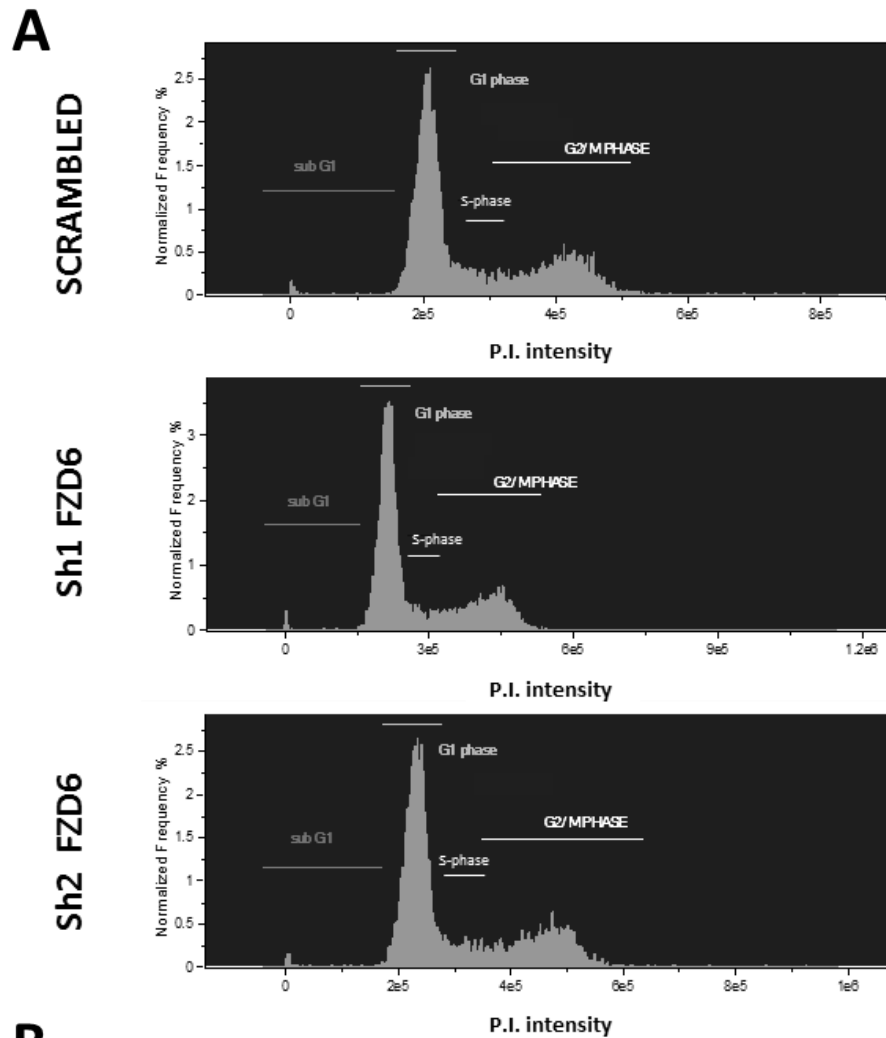 A
SCRAMBLED
Normalized Frequency %
2.5
2
1.5
1
0.5
0
G1 phase
G2/ MPHASE
sub G1
S-phase
0 2e5 4e5 6e5 8e5
P.I. intensity
Sh1 FZD6
Normalized Frequency %
3
2
1
0
G1 phase
G2/ MPHASE
sub G1
S-phase
0 3e5 6e5 9e5 1.2e6
P.I. intensity
Sh2 FZD6
Normalized Frequency %
2.5
2
1.5
1
0.5
0
G1 phase
G2/ MPHASE
sub G1
S-phase
0 2e5 4e5 6e5 8e5 1e6
P.I. intensity